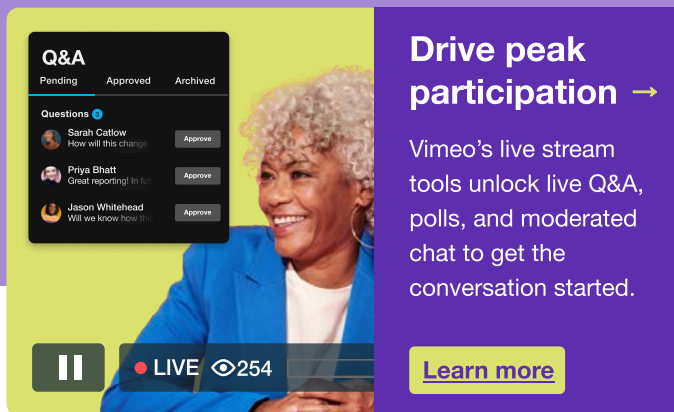 Q&A
Pending Approved Archived
Questions 3
Sarah Catlow
How will this change
Approve
Priya Bhatt
Great reporting! In
Approve
Jason Whitehead
Will we know how this
Approve
LIVE 254
Drive peak
participation →
Vimeo’s live stream
tools unlock live Q&A,
polls, and moderated
chat to get the
conversation started.
Learn more